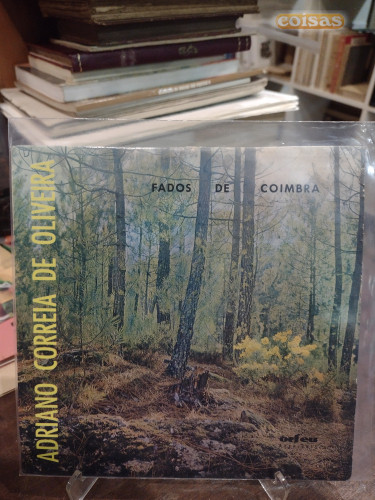 coisas
FADOS DE COIMBRA
ADRIANO CORREIA DE OLIVEIRA
orfeu